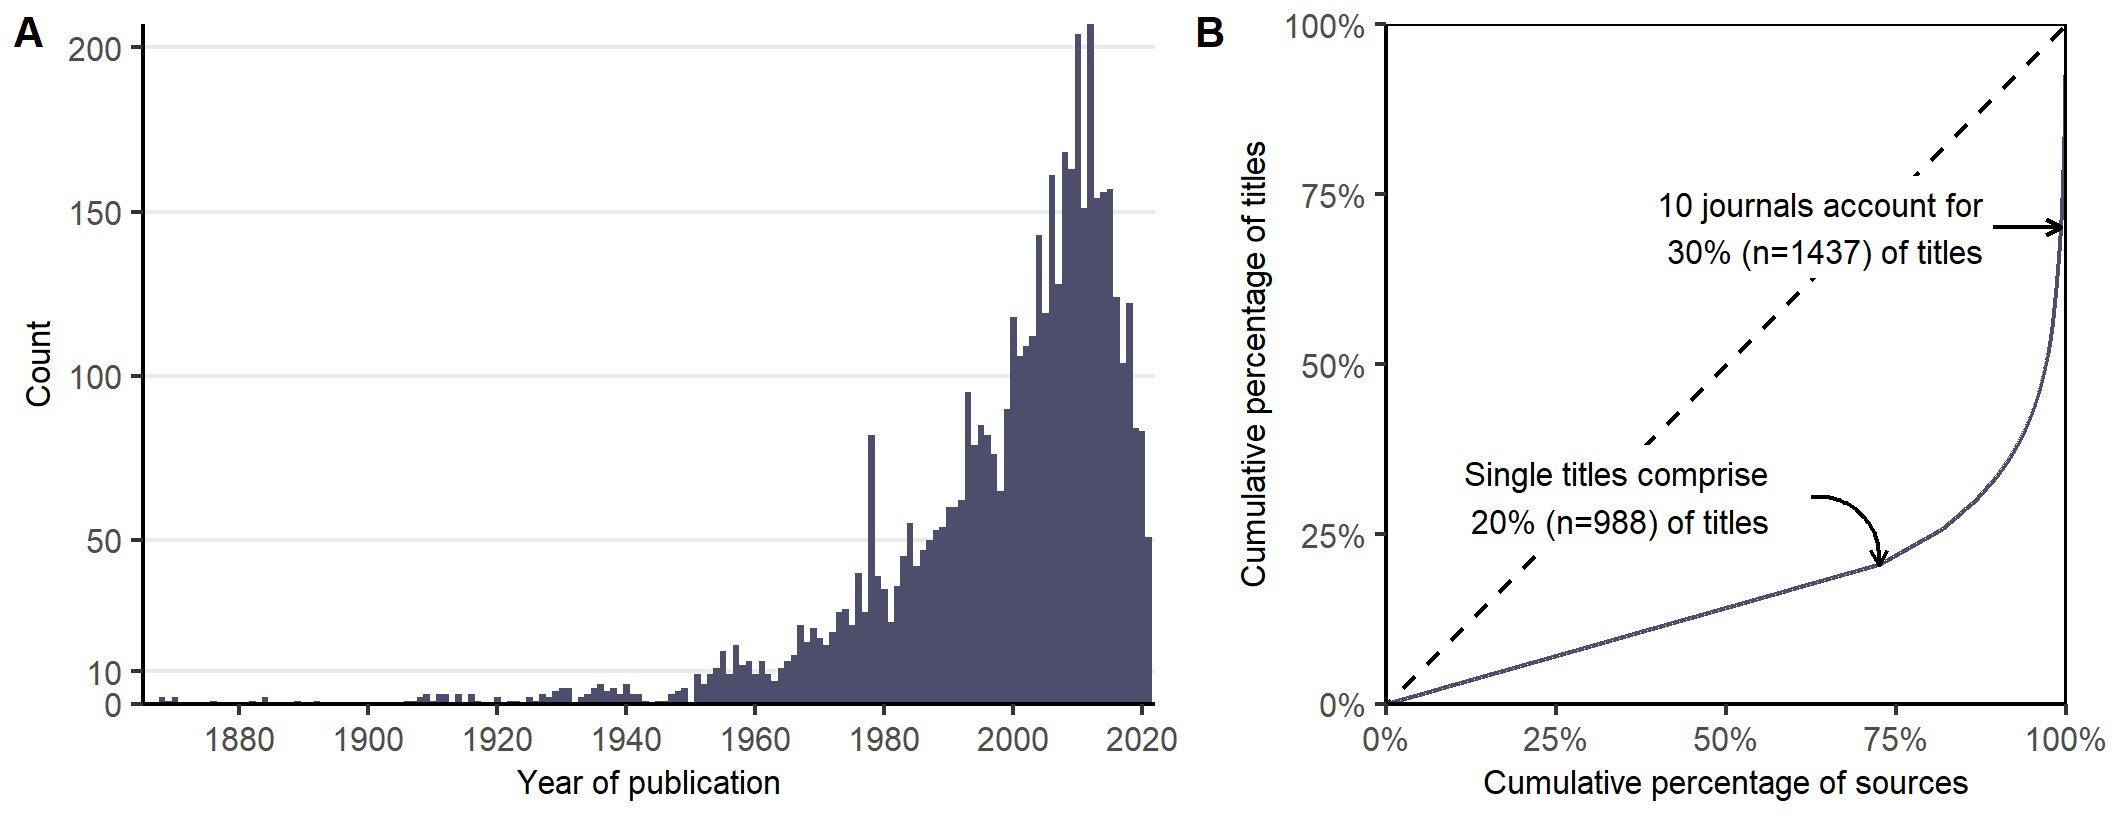 A
Count
200
150
100
50
10
0
1880 1900 1920 1940 1960 1980 2000 2020
Year of publication
B
Cumulative percentage of titles
100%
75%
50%
25%
0%
10 journals account for
30% (n=1437) of titles
Single titles comprise
20% (n=988) of titles
0% 25% 50% 75% 100%
Cumulative percentage of sources